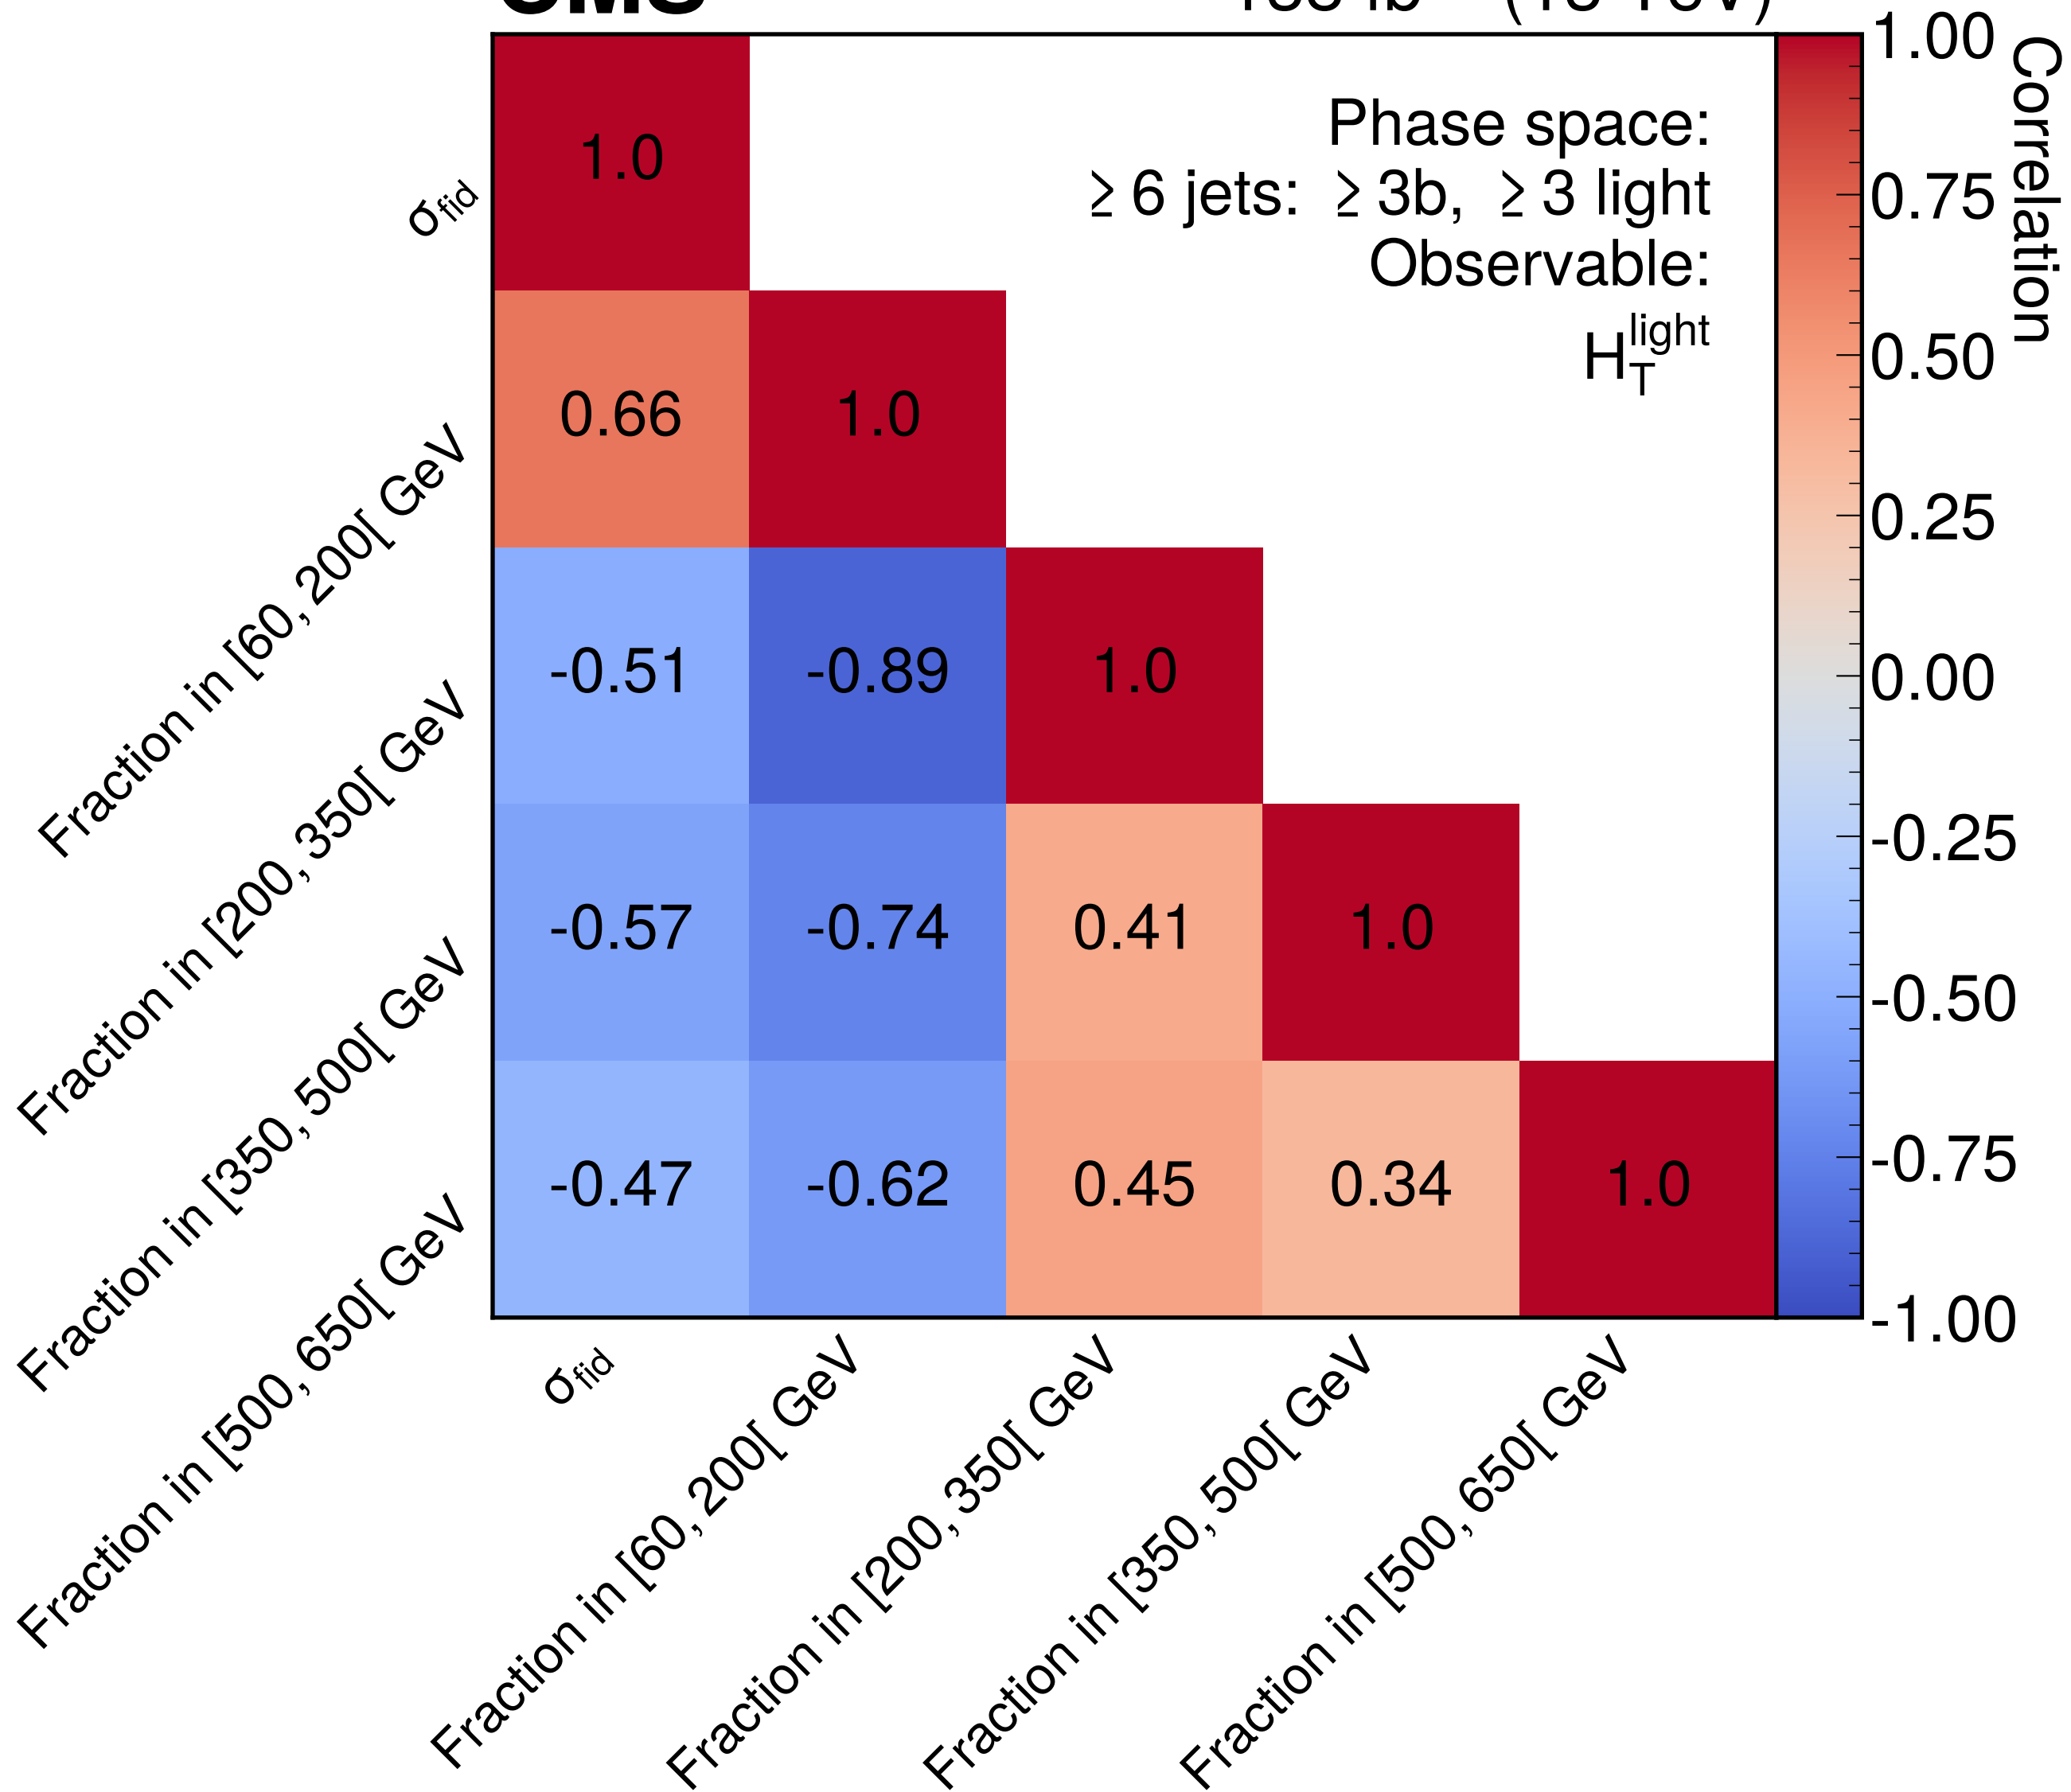 CMS
1.00
Correlation
Phase space:
1.0
σfid
≥ 6 jets: ≥ 3b, ≥ 3 light
0.75
Observable:
H_T^light
0.50
0.66 1.0
Fraction in [60, 200[ GeV
0.25
-0.51 -0.89 1.0
Fraction in [200, 350[ GeV
0.00
-0.25
-0.57 -0.74 0.41 1.0
Fraction in [350, 500[ GeV
-0.50
-0.47 -0.62 0.45 0.34 1.0
Fraction in [500, 650[ GeV
-0.75
-1.00
σfid
Fraction in [60, 200[ GeV
Fraction in [200, 350[ GeV
Fraction in [350, 500[ GeV
Fraction in [500, 650[ GeV